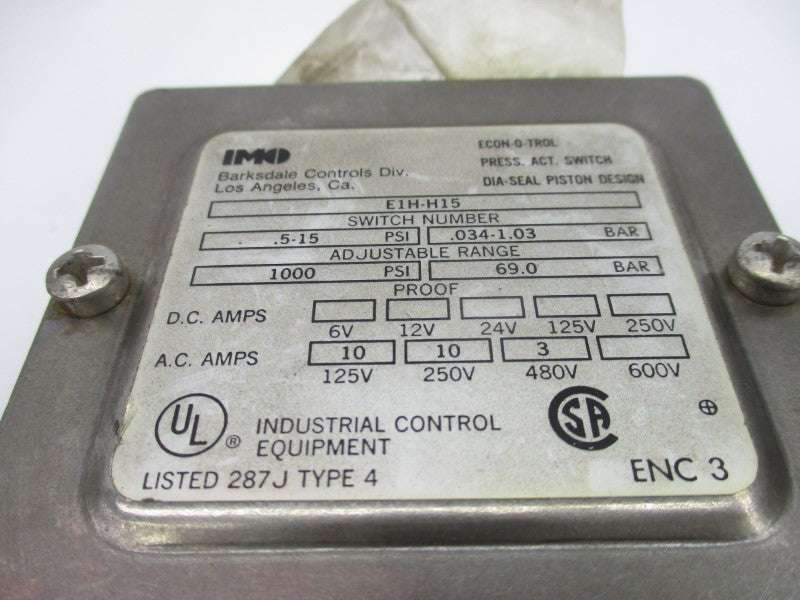 IMO
Barksdale Controls Div.
Los Angeles, Ca.
ECON-O-TROL
PRESS. ACT. SWITCH
DIA-SEAL PISTON DESIGN
E1H-H15
SWITCH NUMBER
.5-15 PSI .034-1.03 BAR
ADJUSTABLE RANGE
1000 PSI 69.0 BAR
PROOF
D.C. AMPS
6V 12V 24V 125V 250V
A.C. AMPS 10 10 3
125V 250V 480V 600V
UL ® INDUSTRIAL CONTROL
EQUIPMENT
CSA
LISTED 287J TYPE 4
ENC 3